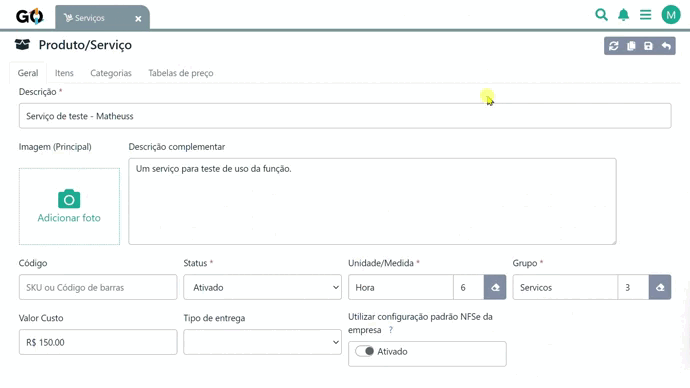 GO Serviços ×
M
Produto/Serviço
Geral Itens Categorias Tabelas de preço
Descrição *
Serviço de teste - Matheuss
Imagem (Principal) Descrição complementar
Um serviço para teste de uso da função.
Adicionar foto
Código Status * Unidade/Medida * Grupo *
SKU ou Código de barras Ativado Hora 6 Servicos 3
Valor Custo Tipo de entrega Utilizar configuração padrão NFSe da
empresa ?
R$ 150.00 Ativado